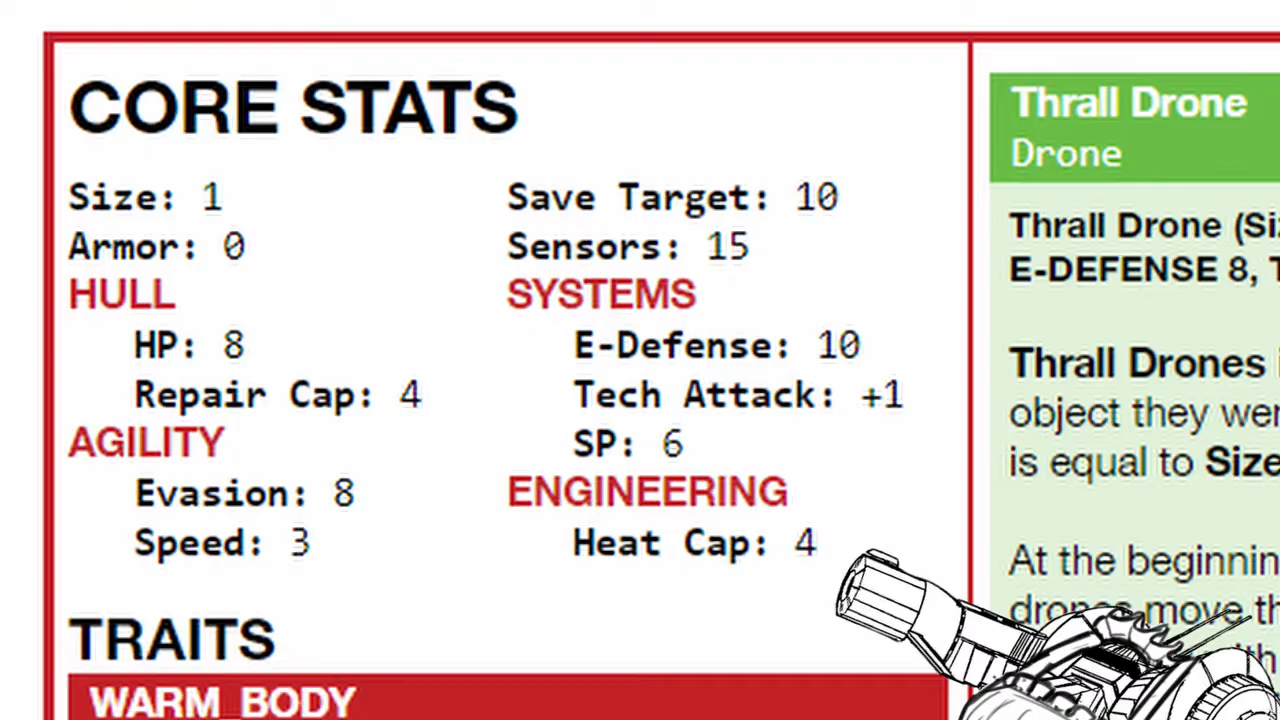 CORE STATS
Size: 1
Armor: 0
HULL
HP: 8
Repair Cap: 4
AGILITY
Evasion: 8
Speed: 3
Save Target: 10
Sensors: 15
SYSTEMS
E-Defense: 10
Tech Attack: +1
SP: 6
ENGINEERING
Heat Cap: 4
TRAITS
WARM_BODY
Thrall Drone
Drone
Thrall Drone
E-DEFENSE 8,
Thrall Drones
object they
is equal to Size
At the
drones move